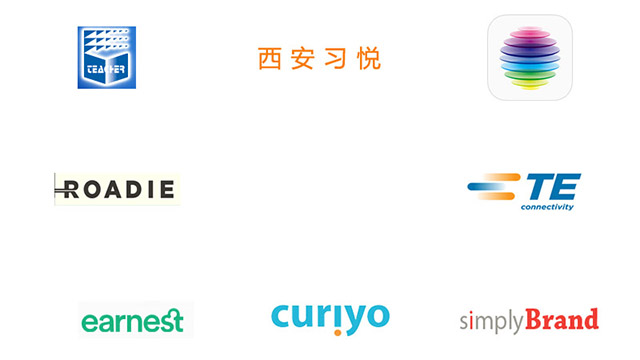 TEACHER
西安习悦
ROADIE
TE
connectivity
earnest
curiyo
simplyBrand